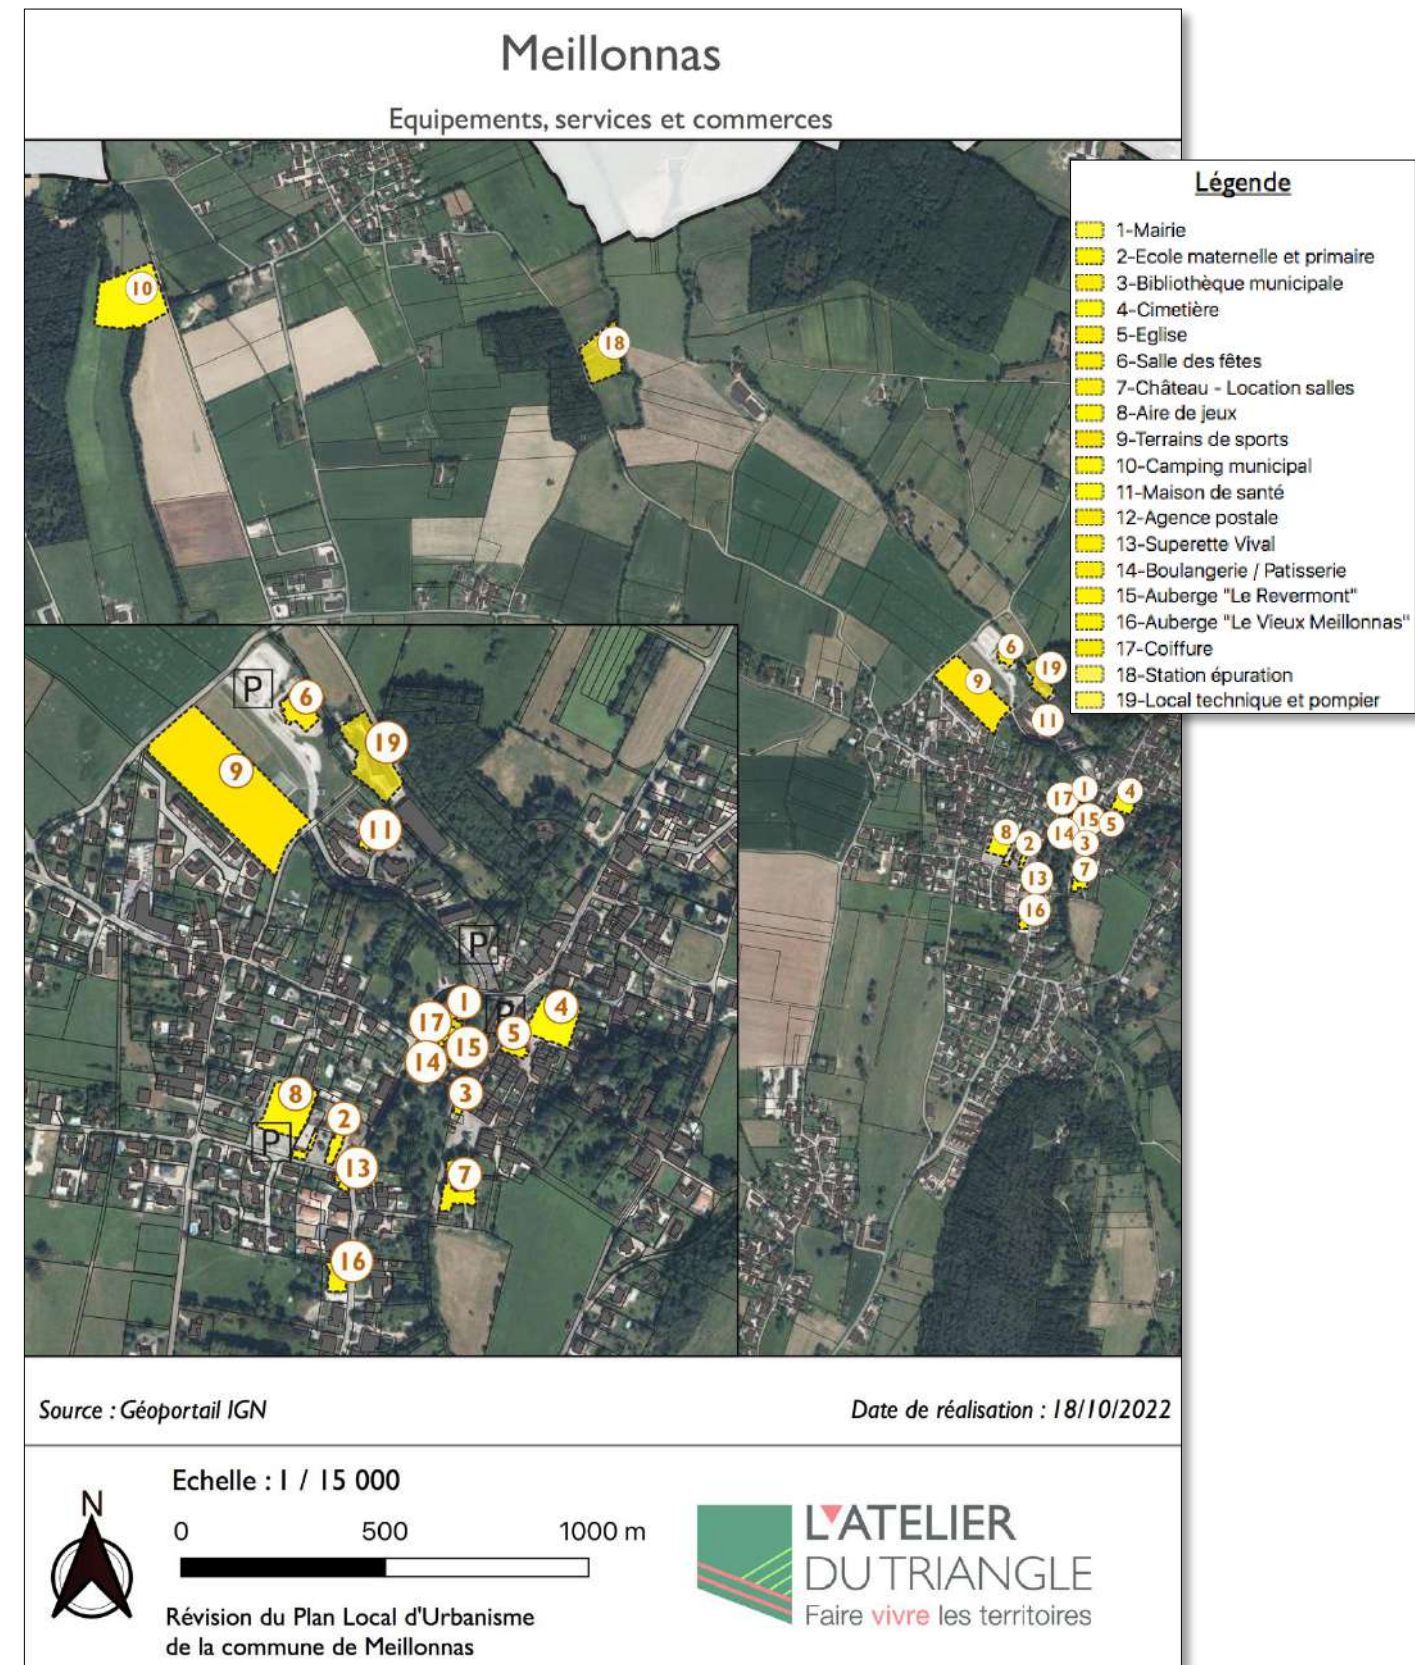 Meillonnas
Equipements, services et commerces
Légende
1-Mairie
2-Ecole maternelle et primaire
3-Bibliothèque municipale
4-Cimetière
5-Eglise
6-Salle des fêtes
7-Château - Location salles
8-Aire de jeux
9-Terrains de sports
10-Camping municipal
11-Maison de santé
12-Agence postale
13-Superette Vival
14-Boulangerie / Patisserie
15-Auberge "Le Revermont"
16-Auberge "Le Vieux Meillonnas"
17-Coiffure
18-Station épuration
19-Local technique et pompier
10
18
6
19
9
11
1
4
17
15
5
8
14
3
2
7
13
16
P
6
19
9
11
P
1
4
17
P
5
15
14
3
8
2
P
13
7
16
Source : Géoportail IGN
Date de réalisation : 18/10/2022
Echelle : 1 / 15 000
N
0 500 1000 m
Révision du Plan Local d'Urbanisme
de la commune de Meillonnas
L'ATELIER
DU TRIANGLE
Faire vivre les territoires